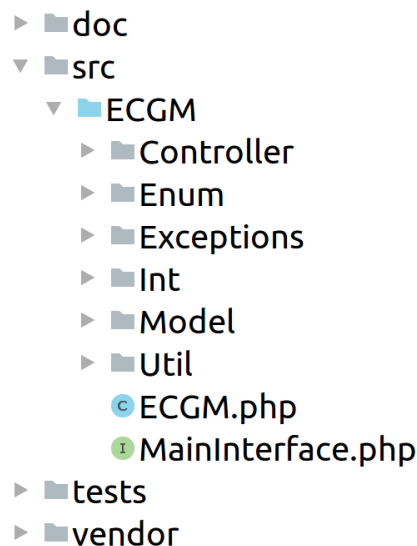 doc
src
ECGM
Controller
Enum
Exceptions
Int
Model
Util
C ECGM.php
I MainInterface.php
tests
vendor